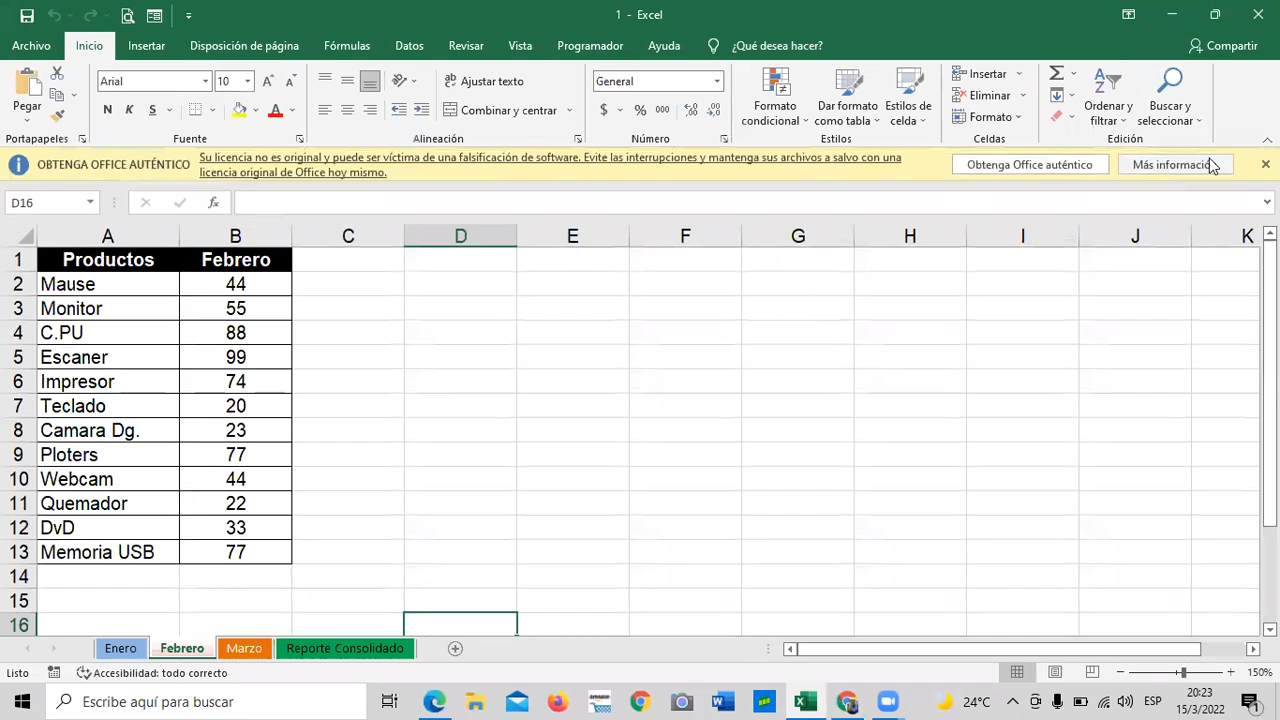 1 - Excel
Archivo Inicio Insertar Disposición de página Fórmulas Datos Revisar Vista Programador Ayuda ¿Qué desea hacer? Compartir
Pegar
Arial 10
N K S
Ajustar texto
Combinar y centrar
General
$ % 000
Formato condicional
Dar formato como tabla
Estilos de celda
Insertar
Eliminar
Formato
Ordenar y filtrar
Buscar y seleccionar
Portapapeles Fuente Alineación Número Estilos Celdas Edición
OBTENGA OFFICE AUTÉNTICO Su licencia no es original y puede ser víctima de una falsificación de software. Evite las interrupciones y mantenga sus archivos a salvo con una
licencia original de Office hoy mismo.
Obtenga Office auténtico Más información
D16 fx
A B C D E F G H I J K
1 Productos Febrero
2 Mause 44
3 Monitor 55
4 C.PU 88
5 Escaner 99
6 Impresor 74
7 Teclado 20
8 Camara Dg. 23
9 Ploters 77
10 Webcam 44
11 Quemador 22
12 DvD 33
13 Memoria USB 77
14
15
16
Enero Febrero Marzo Reporte Consolidado
Listo Accesibilidad: todo correcto 150%
Escribe aquí para buscar 24°C ESP 20:23
15/3/2022